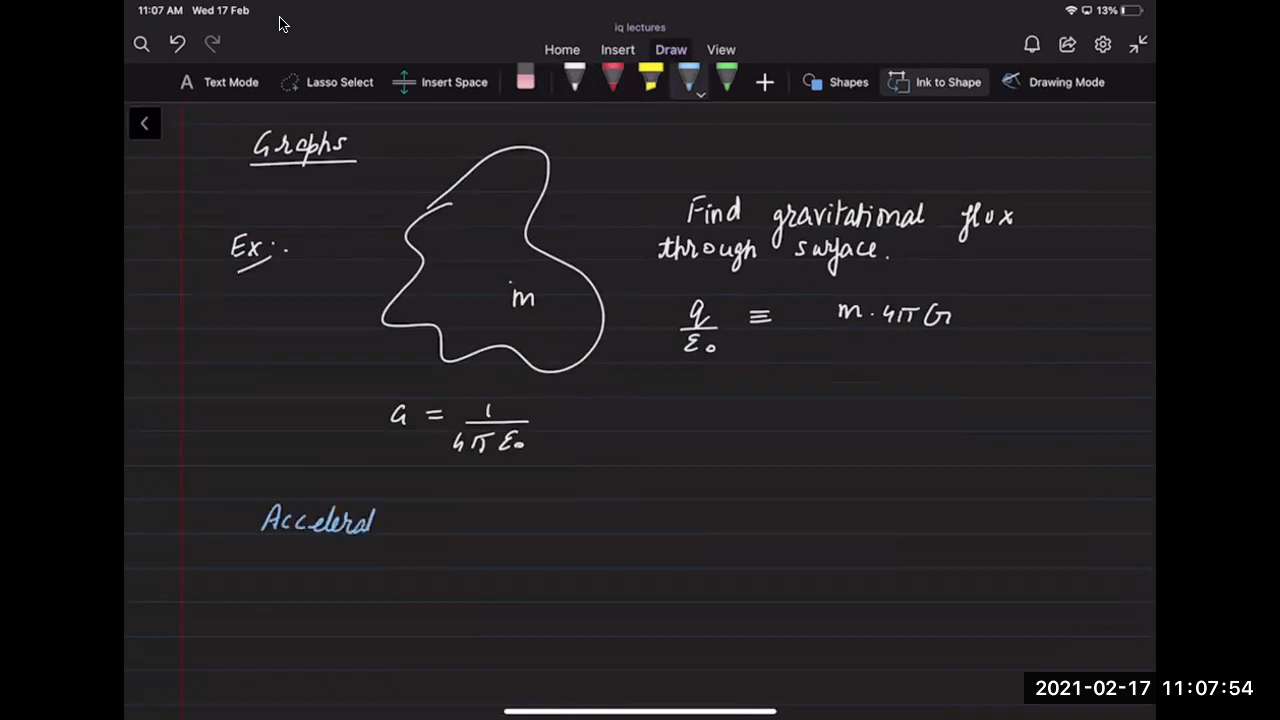 11:07 AM Wed 17 Feb
13%
iq lectures
Home Insert Draw View
Text Mode Lasso Select Insert Space Shapes Ink to Shape Drawing Mode
Graphs
Ex:.
m
Find gravitational flux
through surface.
q/ε₀ ≡ m.4πG
G = 1/4πε₀
Accelerat
2021-02-17 11:07:54